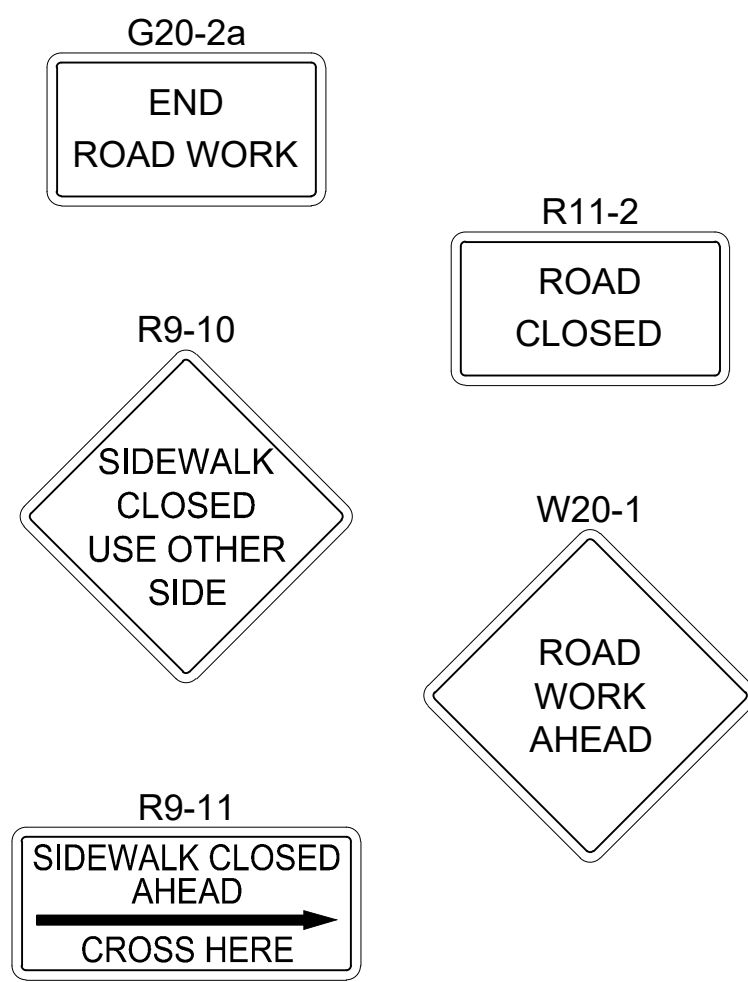 G20-2a
END
ROAD WORK
R11-2
ROAD
CLOSED
R9-10
SIDEWALK
CLOSED
USE OTHER
SIDE
W20-1
ROAD
WORK
AHEAD
R9-11
SIDEWALK CLOSED
AHEAD
CROSS HERE